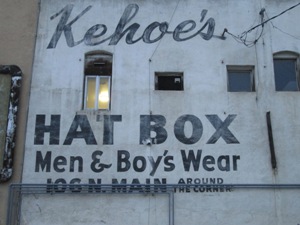 Kehoe's
HAT BOX
Men & Boy's Wear
106 N. MAIN AROUND THE CORNER